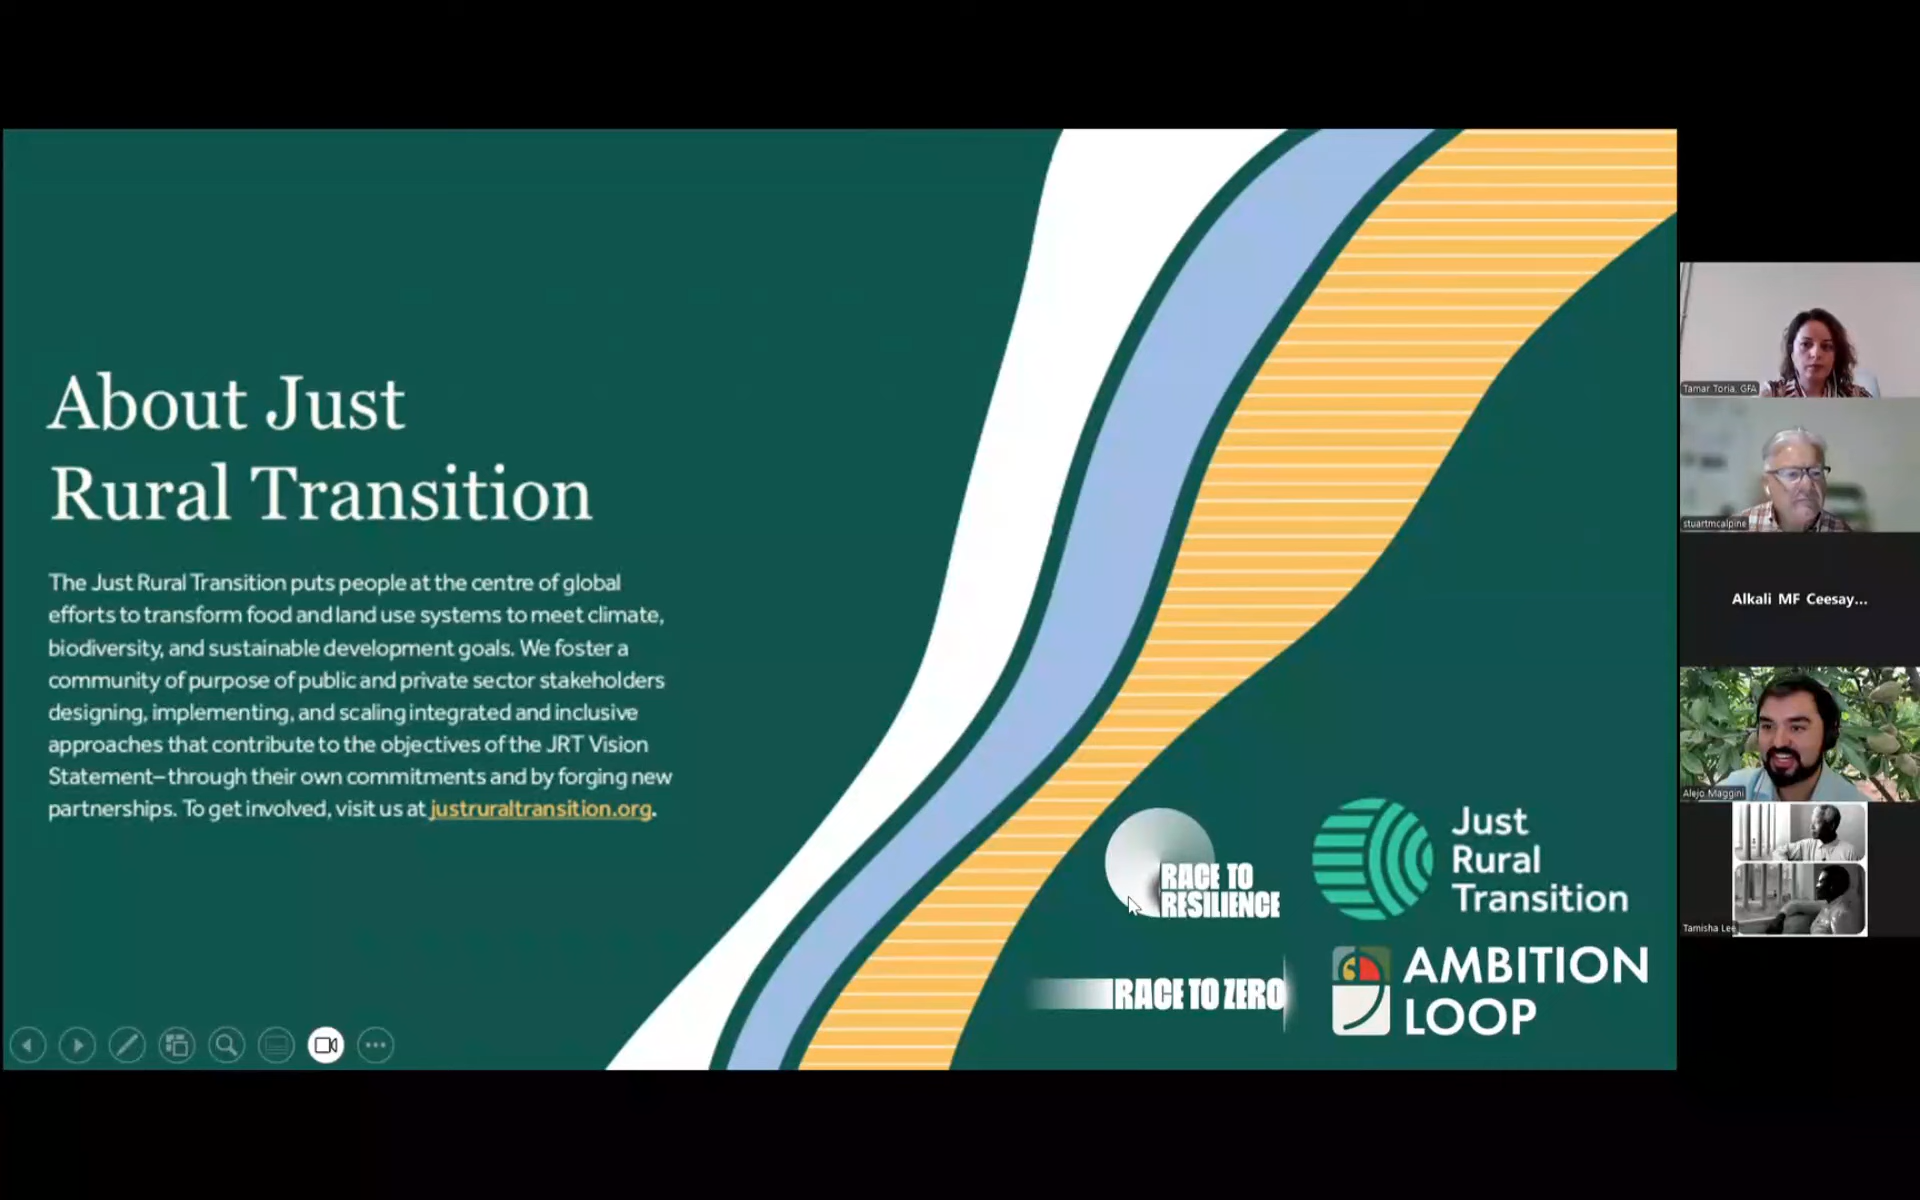 About Just
Rural Transition
The Just Rural Transition puts people at the centre of global
efforts to transform food and land use systems to meet climate,
biodiversity, and sustainable development goals. We foster a
community of purpose of public and private sector stakeholders
designing, implementing, and scaling integrated and inclusive
approaches that contribute to the objectives of the JRT Vision
Statement–through their own commitments and by forging new
partnerships. To get involved, visit us at justruraltransition.org.
RACE TO
RESILIENCE
Just
Rural
Transition
RACE TO ZERO
AMBITION
LOOP
Tamar Toria, GFA
stuartmcalpine
Alkali MF Ceesay...
Alejo Maggini
Tamisha Lee